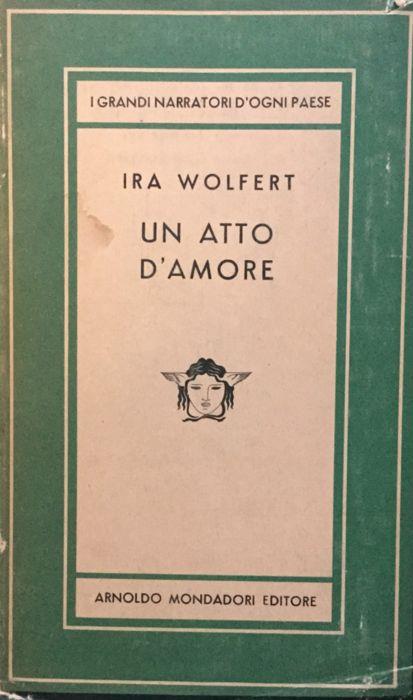 I GRANDI NARRATORI D'OGNI PAESE
IRA WOLFERT
UN ATTO
D'AMORE
ARNOLDO MONDADORI EDITORE